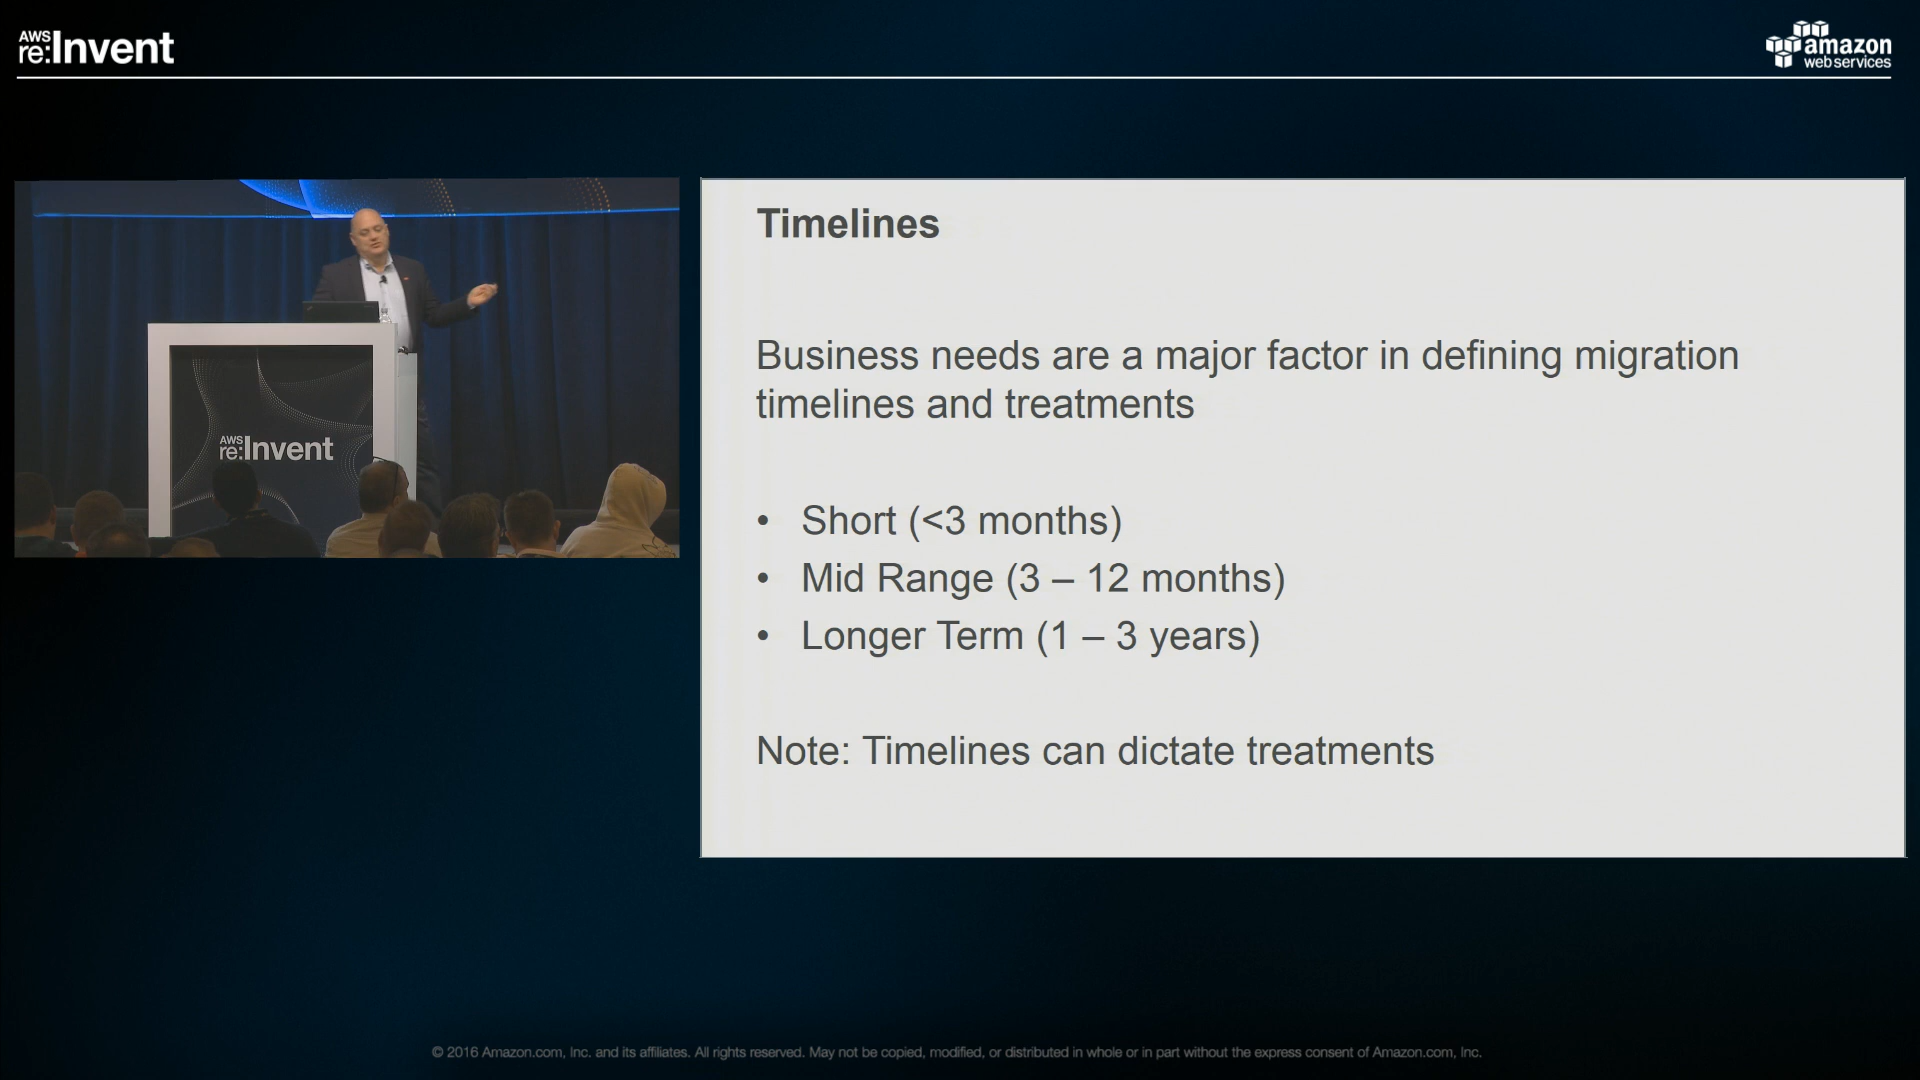 AWS
re:Invent
amazon
web services
AWS
re:Invent
Timelines
Business needs are a major factor in defining migration
timelines and treatments
• Short (<3 months)
• Mid Range (3 – 12 months)
• Longer Term (1 – 3 years)
Note: Timelines can dictate treatments
© 2016 Amazon.com, Inc. and its affiliates. All rights reserved. May not be copied, modified, or distributed in whole or in part without the express consent of Amazon.com, Inc.